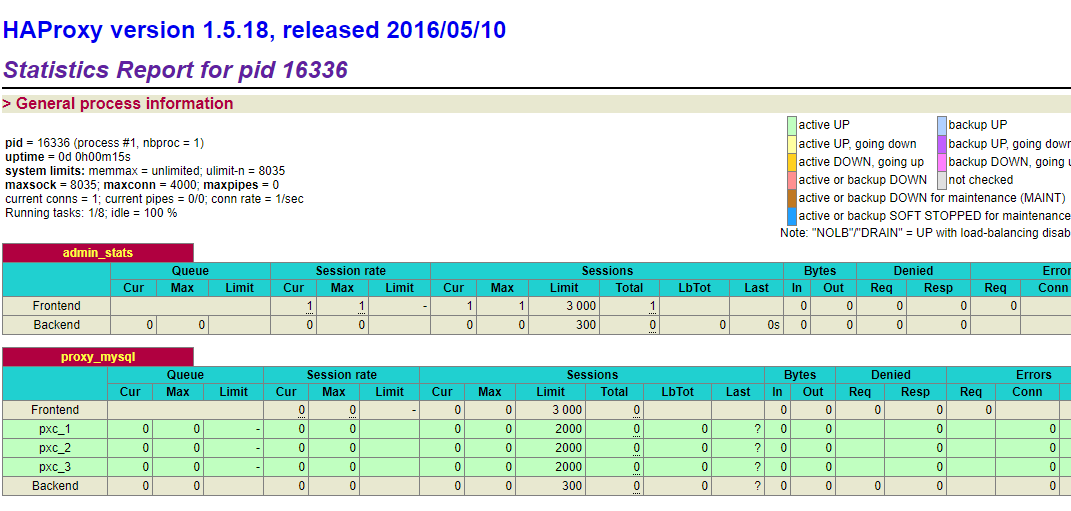 HAProxy version 1.5.18, released 2016/05/10
Statistics Report for pid 16336
> General process information
pid = 16336 (process #1, nbproc = 1)
uptime = 0d 0h00m15s
system limits: memmax = unlimited; ulimit-n = 8035
maxsock = 8035; maxconn = 4000; maxpipes = 0
current conns = 1; current pipes = 0/0; conn rate = 1/sec
Running tasks: 1/8; idle = 100 %
active UP backup UP
active UP, going down backup UP, going down
active DOWN, going up backup DOWN, going u
active or backup DOWN not checked
active or backup DOWN for maintenance (MAINT)
active or backup SOFT STOPPED for maintenance
Note: "NOLB"/"DRAIN" = UP with load-balancing disab
admin_stats
Queue Session rate Sessions Bytes Denied Error
Cur Max Limit Cur Max Limit Cur Max Limit Total LbTot Last In Out Req Resp Req Conn
Frontend 1 1 - 1 1 3 000 1 0 0 0 0 0
Backend 0 0 0 0 0 0 300 0 0 0s 0 0 0 0
proxy_mysql
Queue Session rate Sessions Bytes Denied Errors
Cur Max Limit Cur Max Limit Cur Max Limit Total LbTot Last In Out Req Resp Req Conn
Frontend 0 0 - 0 0 3 000 0 0 0 0 0 0
pxc_1 0 0 - 0 0 0 0 2000 0 0 ? 0 0 0 0
pxc_2 0 0 - 0 0 0 0 2000 0 0 ? 0 0 0 0
pxc_3 0 0 - 0 0 0 0 2000 0 0 ? 0 0 0 0
Backend 0 0 0 0 0 0 300 0 0 ? 0 0 0 0 0